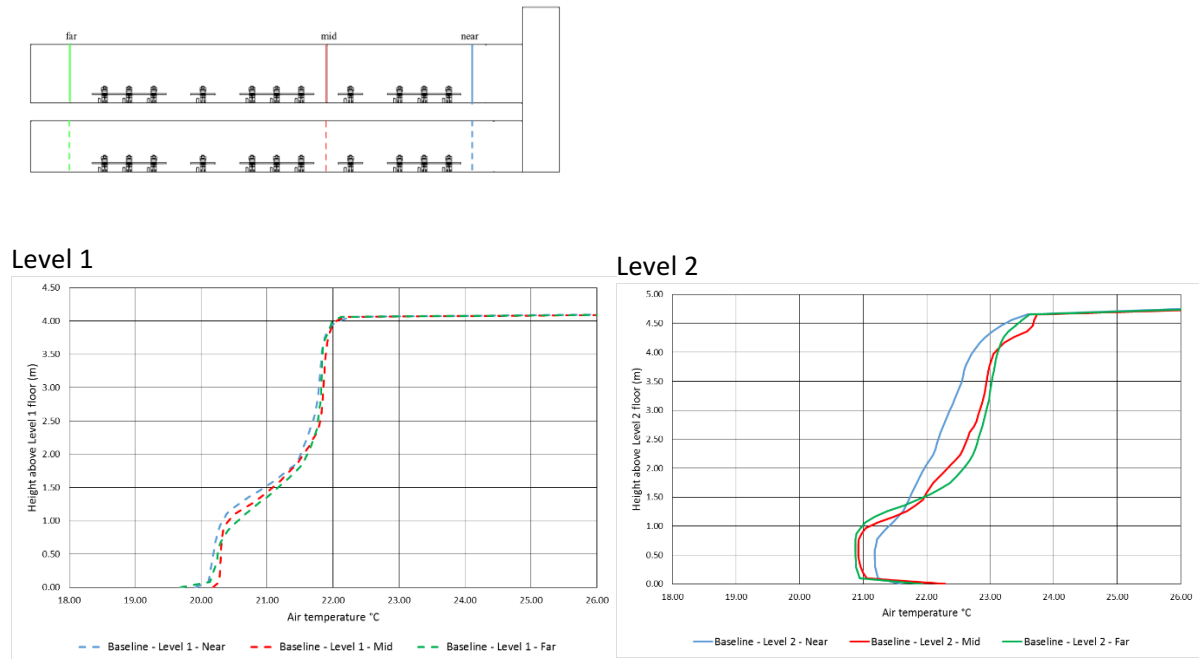 far mid near
Level 1
4.50
4.00
3.50
3.00
2.50
2.00
1.50
1.00
0.50
0.00
Height above Level 1 floor (m)
18.00 19.00 20.00 21.00 22.00 23.00 24.00 25.00 26.00
Air temperature °C
Baseline - Level 1 - Near Baseline - Level 1 - Mid Baseline - Level 1 - Far
Level 2
5.00
4.50
4.00
3.50
3.00
2.50
2.00
1.50
1.00
0.50
0.00
Height above Level 2 floor (m)
18.00 19.00 20.00 21.00 22.00 23.00 24.00 25.00 26.00
Air temperature °C
Baseline - Level 2 - Near Baseline - Level 2 - Mid Baseline - Level 2 - Far